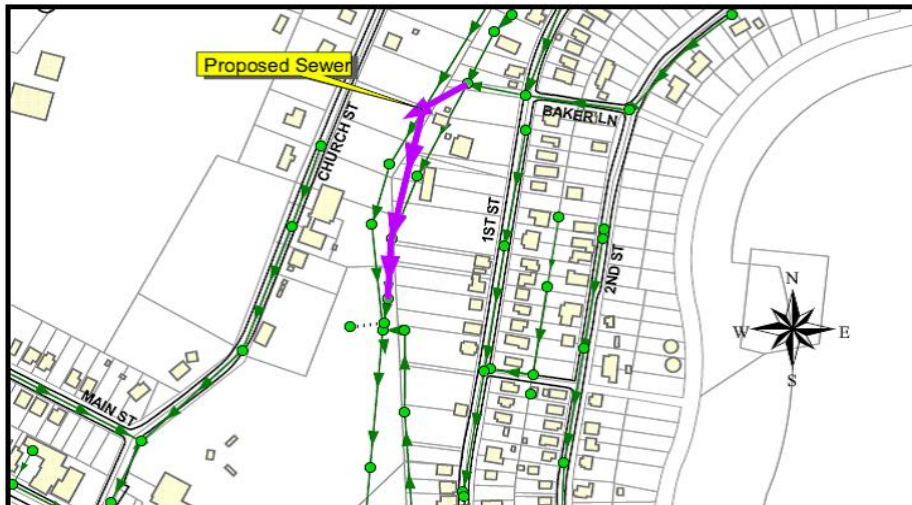 Proposed Sewer
CHURCH ST
BAKER LN
1ST ST
2ND ST
N
W E
S
MAIN ST